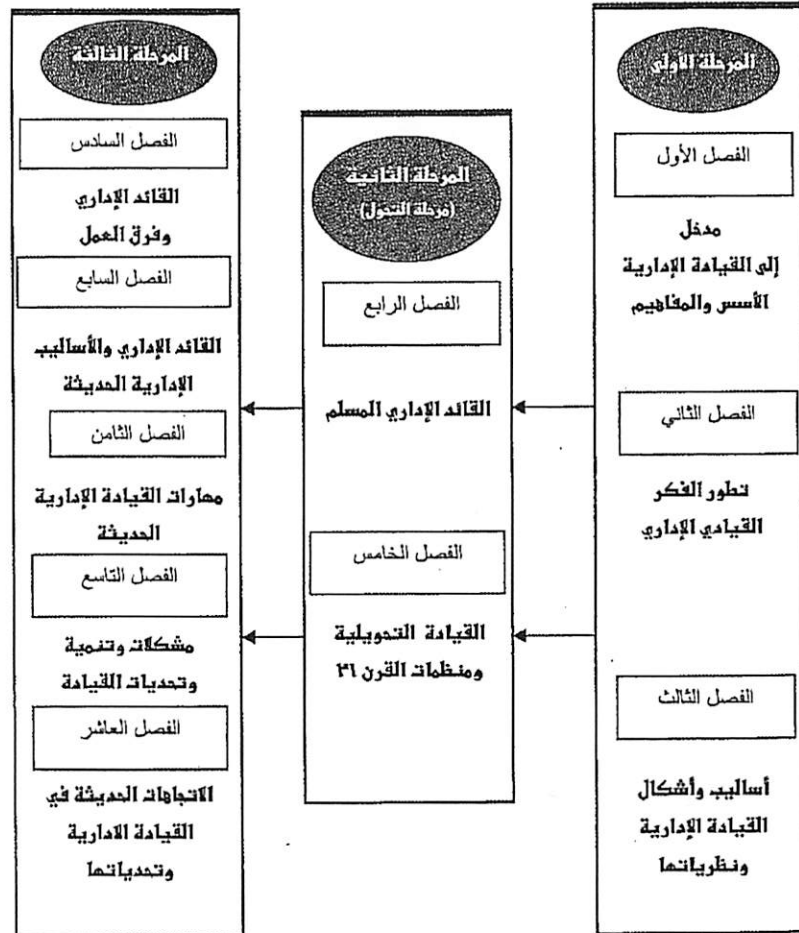 المرحلة الأولى
الفصل الأول
مدخل
إلى القيادة الإدارية
الأسس والمفاهيم
الفصل الثاني
تطور الفكر
القيادي الإداري
الفصل الثالث
أساليب وأشكال
القيادة الإدارية
ونظرياتها
المرحلة الثانية
(مرحلة التحول)
الفصل الرابع
القائد الإداري المسلم
الفصل الخامس
القيادة التحويلية
ومنظمات القرن ٢١
المرحلة الثالثة
الفصل السادس
القائد الإداري
وفرق العمل
الفصل السابع
القائد الإداري والأساليب
الإدارية الحديثة
الفصل الثامن
مهارات القيادة الإدارية
الحديثة
الفصل التاسع
مشكلات وتنمية
وتحديات القيادة
الفصل العاشر
الاتجاهات الحديثة في
القيادة الادارية
وتحدياتها